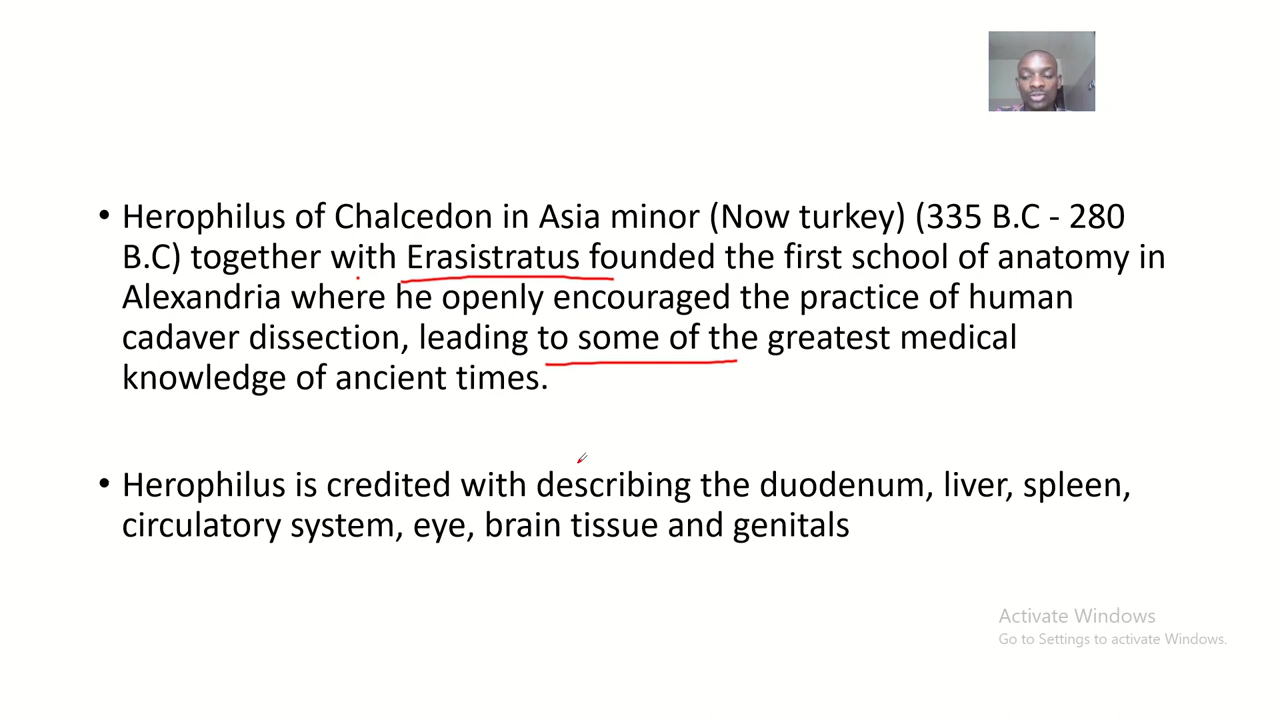 • Herophilus of Chalcedon in Asia minor (Now turkey) (335 B.C - 280
B.C) together with Erasistratus founded the first school of anatomy in
Alexandria where he openly encouraged the practice of human
cadaver dissection, leading to some of the greatest medical
knowledge of ancient times.
• Herophilus is credited with describing the duodenum, liver, spleen,
circulatory system, eye, brain tissue and genitals
Activate Windows
Go to Settings to activate Windows.